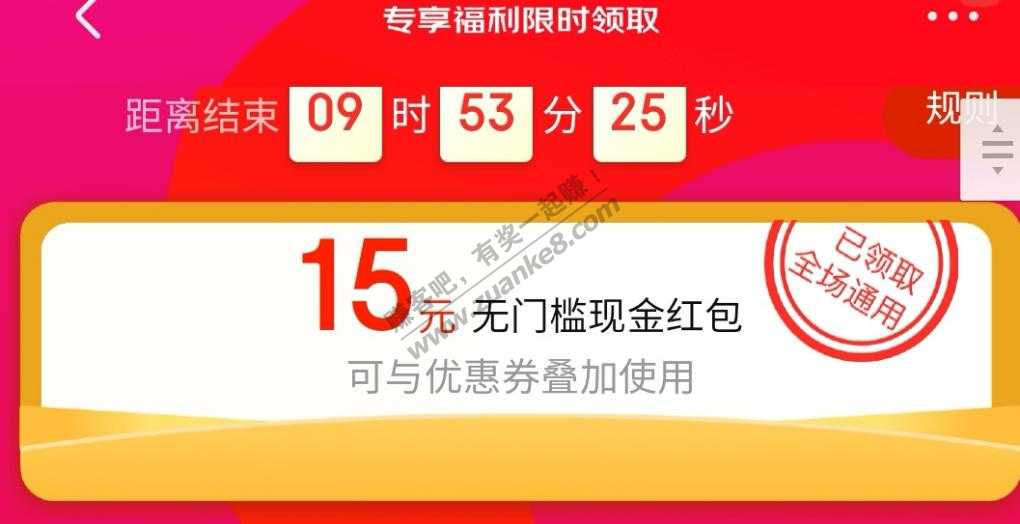 专享福利限时领取
距离结束 09 时 53 分 25 秒
规则
15元 无门槛现金红包
可与优惠券叠加使用
已领取
全场通用
赚客吧，有奖一起赚！
www.zuanke8.com